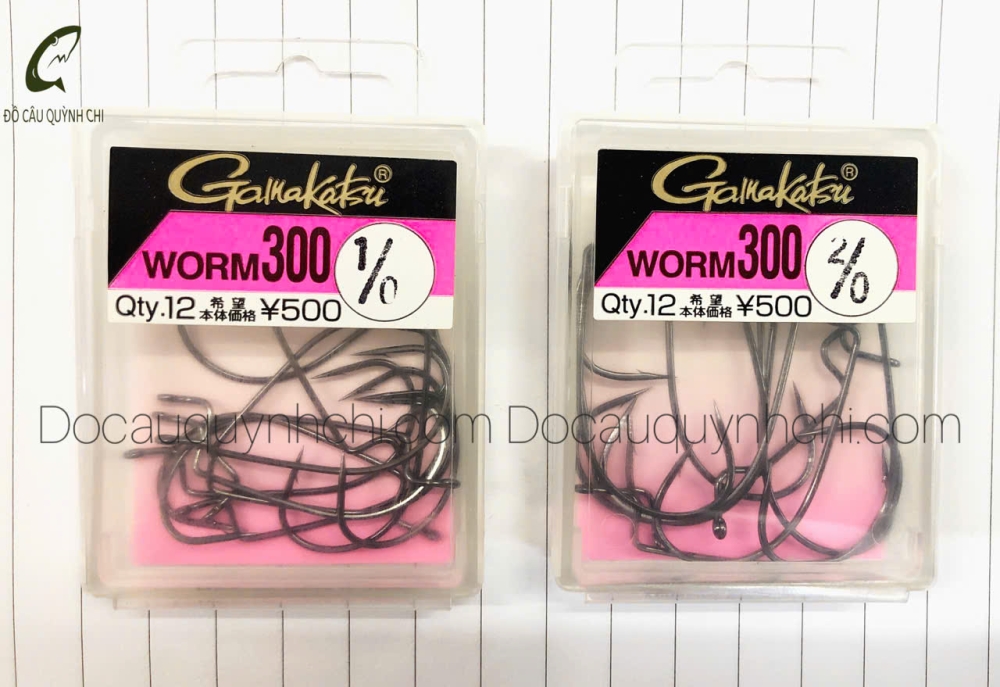 ĐỒ CÂU QUỲNH CHI
Gamakatsu®
WORM300 1/0
Qty.12 希望本体価格 ¥500
Gamakatsu®
WORM300 2/0
Qty.12 希望本体価格 ¥500
Docauquynhchi.com Docauquynhchi.com